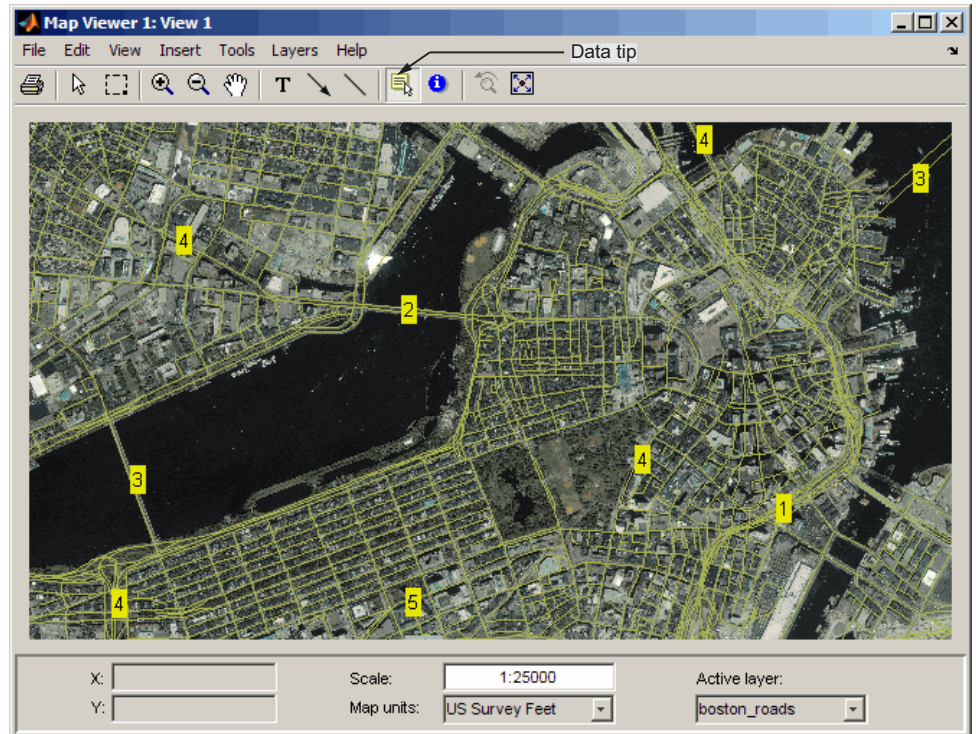 Map Viewer 1: View 1
File Edit View Insert Tools Layers Help
Data tip
T
i
4
3
4
2
3
4
1
4
5
X:
Scale: 1:25000
Active layer:
Y:
Map units: US Survey Feet
boston_roads